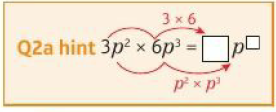 3 × 6
Q2a hint 3p² × 6p³ = □ p□
p² × p³